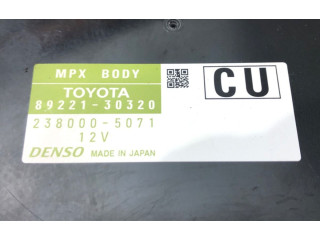 MPX BODY
CU
TOYOTA
89221-30320
238000-5071
12V
DENSO MADE IN JAPAN